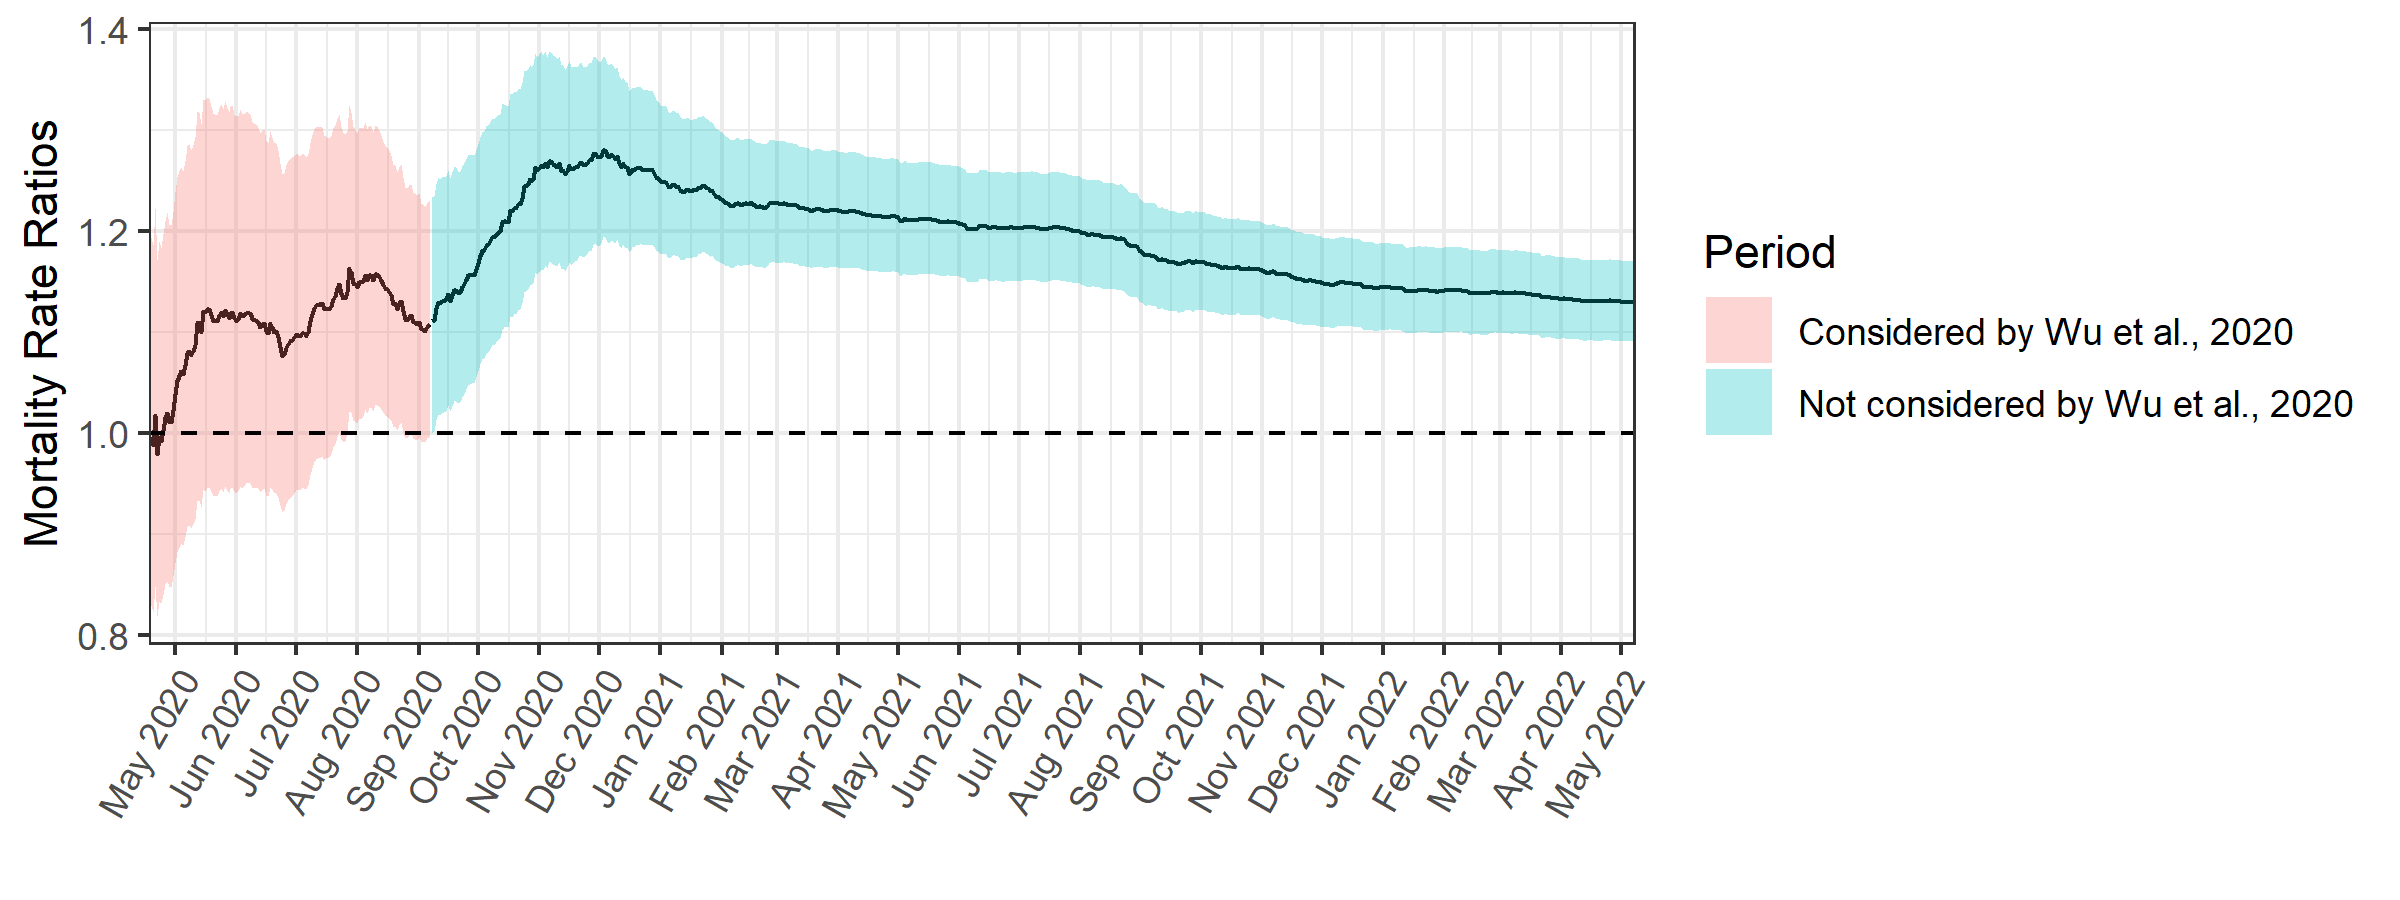 Mortality Rate Ratios
1.4
1.2
1.0
0.8
May 2020
Jun 2020
Jul 2020
Aug 2020
Sep 2020
Oct 2020
Nov 2020
Dec 2020
Jan 2021
Feb 2021
Mar 2021
Apr 2021
May 2021
Jun 2021
Jul 2021
Aug 2021
Sep 2021
Oct 2021
Nov 2021
Dec 2021
Jan 2022
Feb 2022
Mar 2022
Apr 2022
May 2022
Period
Considered by Wu et al., 2020
Not considered by Wu et al., 2020